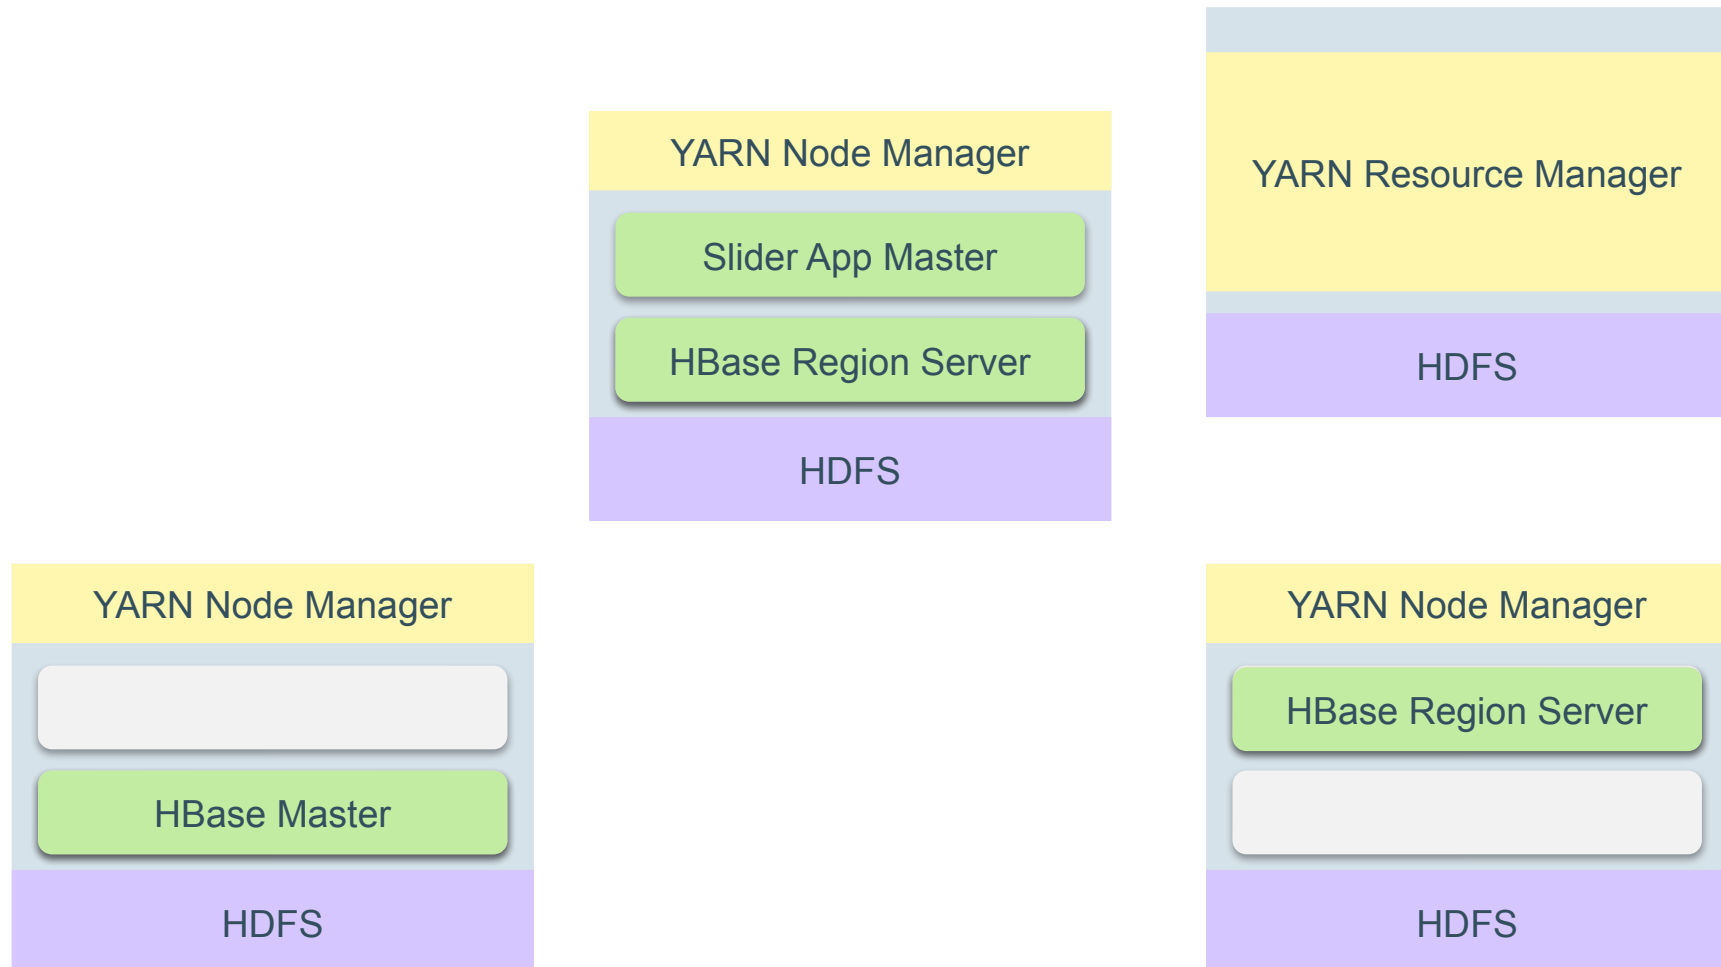 YARN Node Manager
Slider App Master
HBase Region Server
HDFS
YARN Resource Manager
HDFS
YARN Node Manager
HBase Master
HDFS
YARN Node Manager
HBase Region Server
HDFS